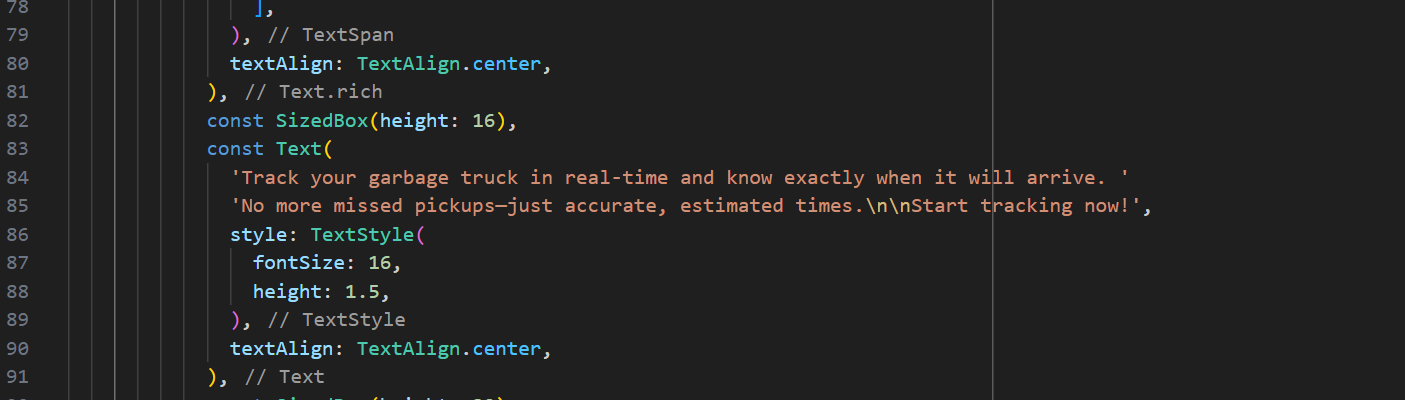 78 ],
79 ), // TextSpan
80 textAlign: TextAlign.center,
81 ), // Text.rich
82 const SizedBox(height: 16),
83 const Text(
84 'Track your garbage truck in real-time and know exactly when it will arrive. '
85 'No more missed pickups—just accurate, estimated times.\n\nStart tracking now!',
86 style: TextStyle(
87 fontSize: 16,
88 height: 1.5,
89 ), // TextStyle
90 textAlign: TextAlign.center,
91 ), // Text